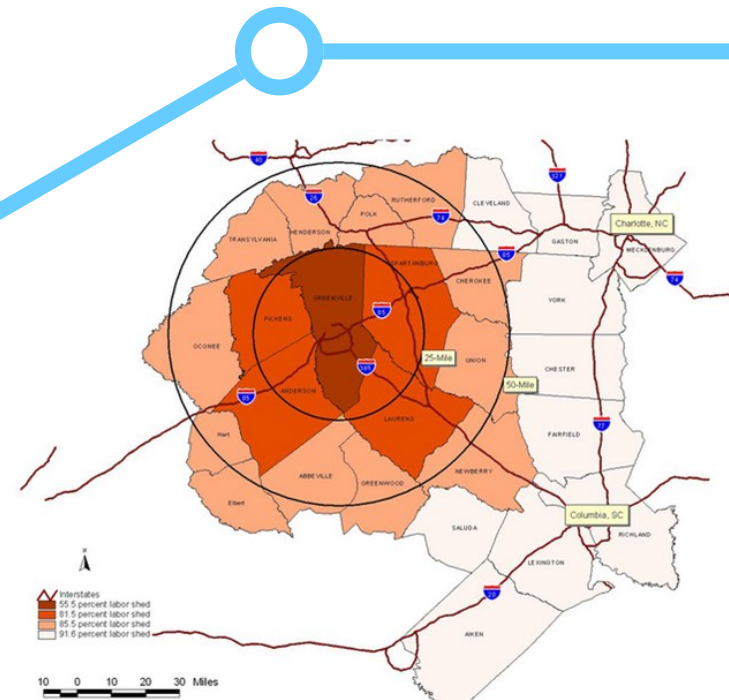 40
26
321
RUTHERFORD
CLEVELAND
POLK
74
Charlotte, NC
TRANSYLVANIA
HENDERSON
GASTON
MECKLENBURG
85
SPARTANBURG
74
CHEROKEE
GREENVILLE
YORK
PICKENS
85
OCONEE
25-Mile
UNION
385
CHESTER
50-Mile
ANDERSON
85
LAURENS
77
Hart
FAIRFIELD
ABBEVILLE
NEWBERRY
GREENWOOD
Elbert
Columbia, SC
SALUDA
RICHLAND
LEXINGTON
N
20
Interstates
55.5 percent labor shed
81.5 percent labor shed
85.5 percent labor shed
91.6 percent labor shed
AIKEN
10 0 10 20 30 Miles